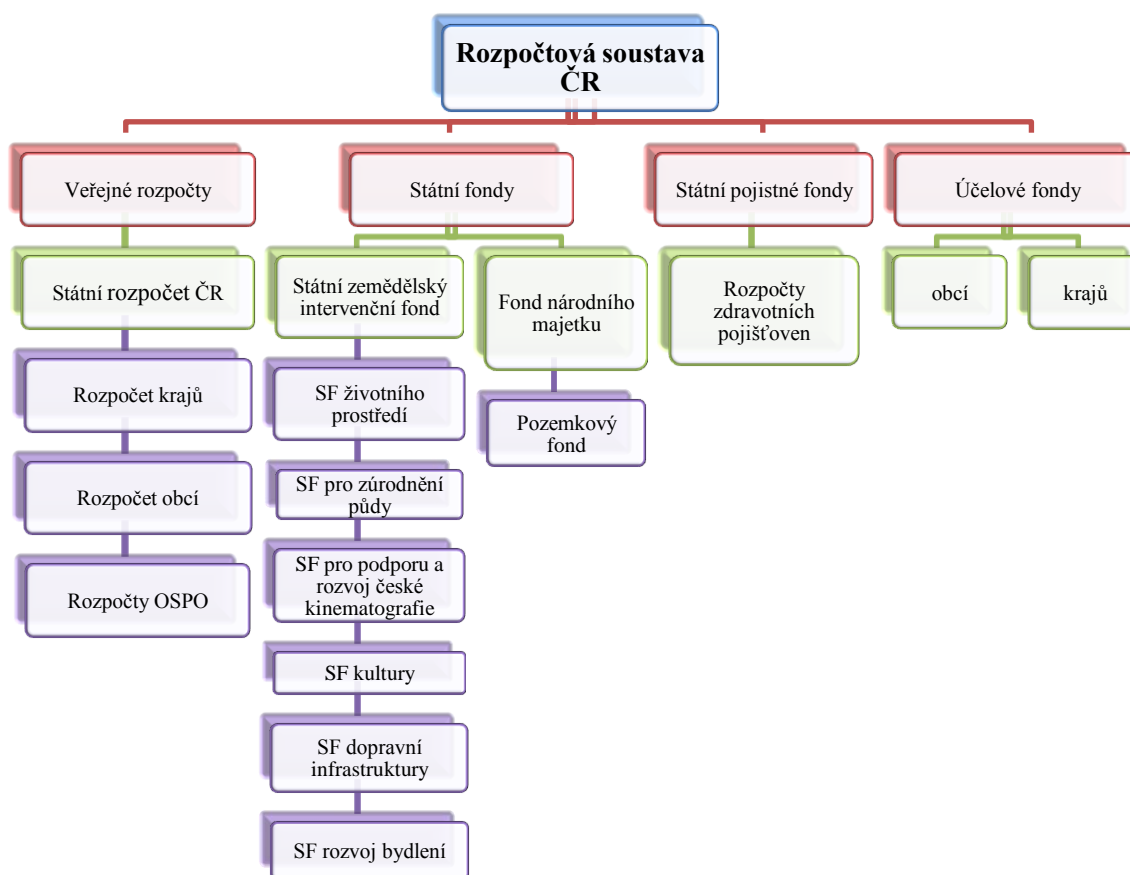 Rozpočtová soustava
ČR
Veřejné rozpočty
Státní fondy
Státní pojistné fondy
Účelové fondy
Státní rozpočet ČR
Státní zemědělský
intervenční fond
Fond národního
majetku
Rozpočty
zdravotních
pojišťoven
obcí
krajů
Rozpočet krajů
SF životního
prostředí
Pozemkový
fond
Rozpočet obcí
SF pro zúrodnění
půdy
Rozpočty OSPO
SF pro podporu a
rozvoj české
kinematografie
SF kultury
SF dopravní
infrastruktury
SF rozvoj bydlení